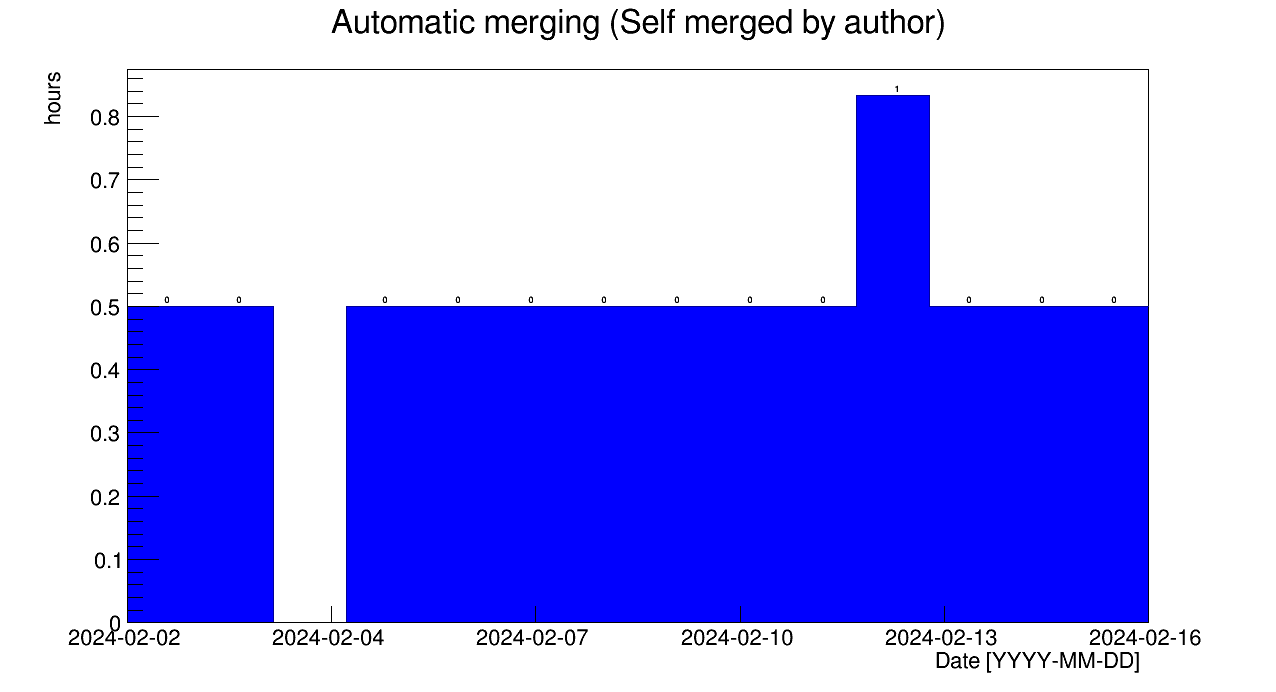 Automatic merging (Self merged by author)
hours
0.8
0.7
0.6
0.5
0.4
0.3
0.2
0.1
0
0 0 0 0 0 0 0 0 0 1 0 0 0
2024-02-02 2024-02-04 2024-02-07 2024-02-10 2024-02-13 2024-02-16
Date [YYYY-MM-DD]